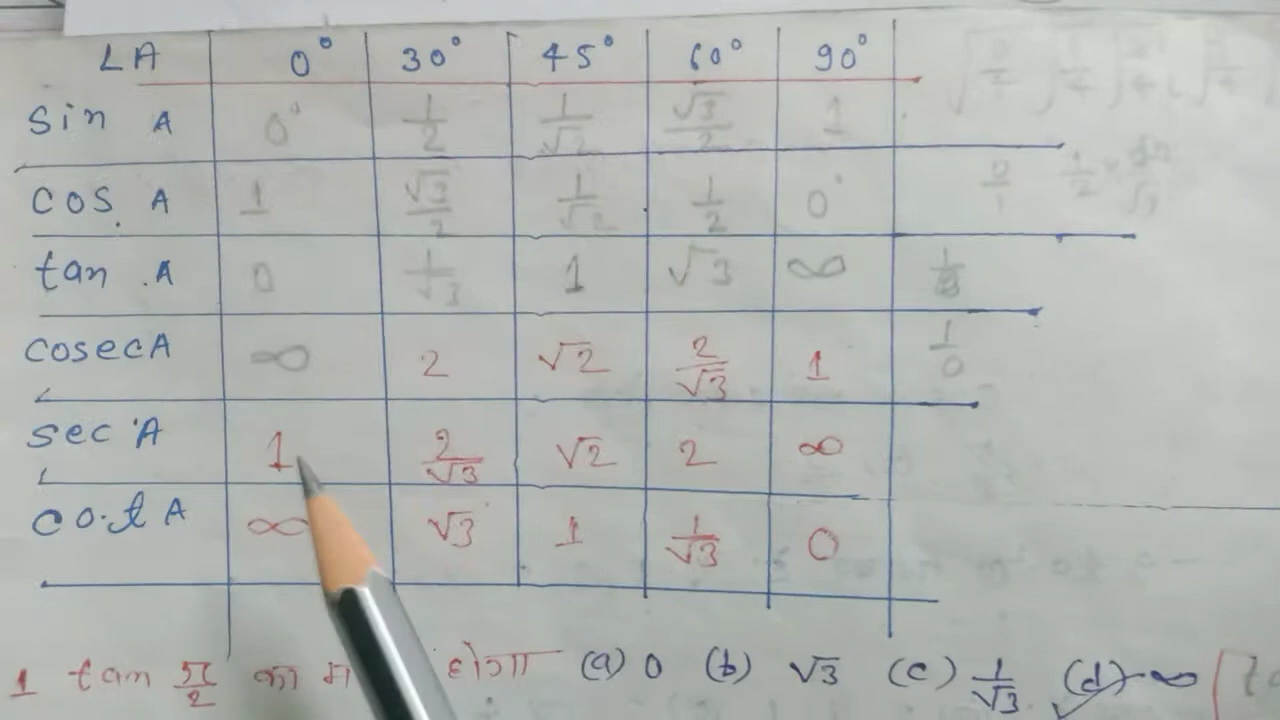 ∠A 0° 30° 45° 60° 90°
sin A 0° 1/2 1/√2 √3/2 1
cos. A 1 √3/2 1/√2 1/2 0°
tan .A 0 1/√3 1 √3 ∞
cosecA ∞ 2 √2 2/√3 1 1/0
sec A 1 2/√3 √2 2 ∞
cot A ∞ √3 1 1/√3 0
1 tan π/2 का होगा (a) 0 (b) √3 (c) 1/√3 (d) ∞